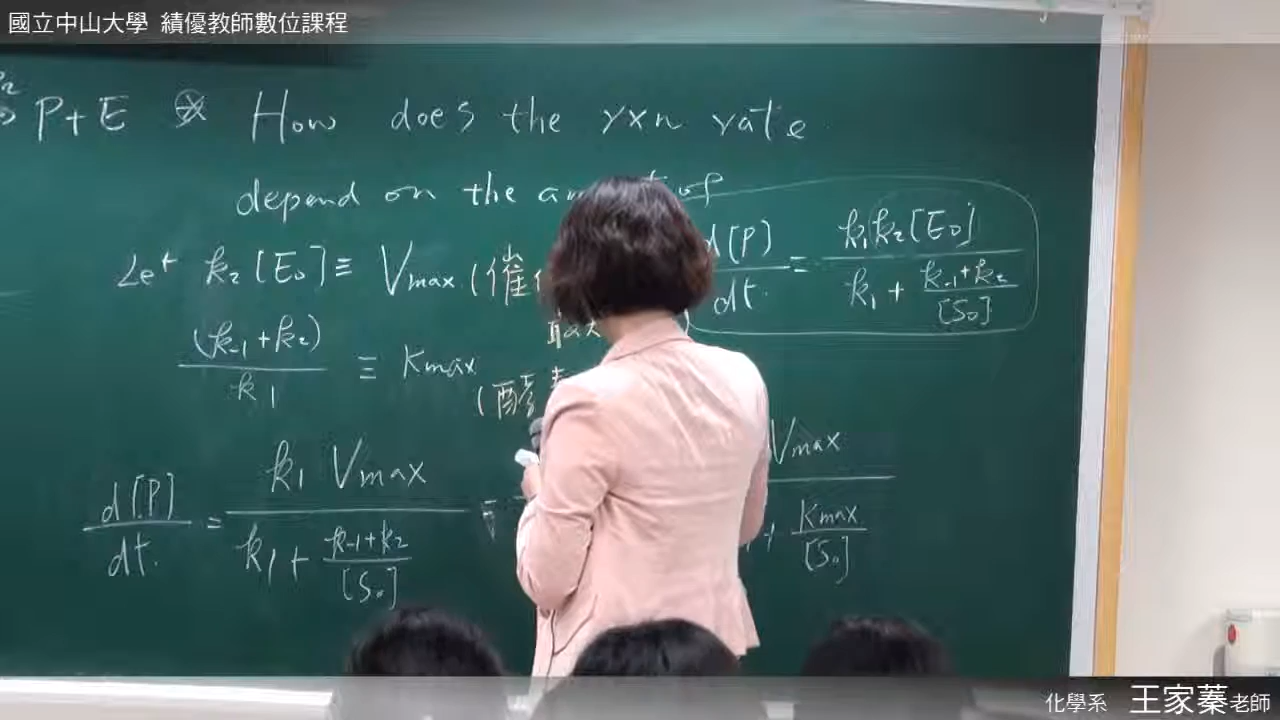 國立中山大學 績優教師數位課程
P+E ⊛ How does the rxn rate
depend on the of
Let k₂[E₀] ≡ Vmax (催
d[P]/dt = k₁k₂[E₀] / (k₁ + (k₋₁+k₂)/[S₀])
(k₋₁+k₂)/k₁ ≡ Kmax
(酵
d[P]/dt. = k₁ Vmax / (k₁ + (k₋₁+k₂)/[S₀])
Vmax
+ Kmax/[S₀]
化學系 王家蓁老師